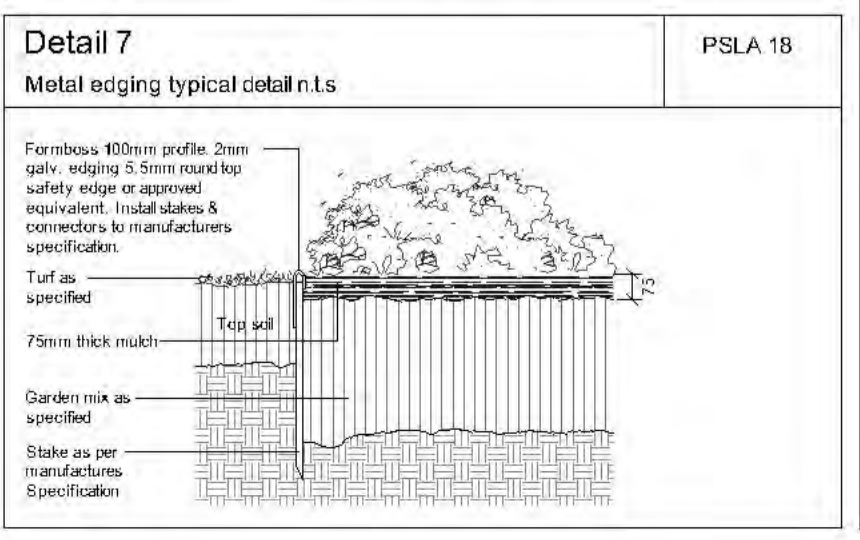 Detail 7
PSLA 18
Metal edging typical detail n.t.s
Formboss 100mm profile. 2mm
galv. edging 5.5mm round top
safety edge or approved
equivalent. Install stakes &
connectors to manufacturers
specification.
Turf as
specified
75
Top soil
75mm thick mulch
Garden mix as
specified
Stake as per
manufactures
Specification